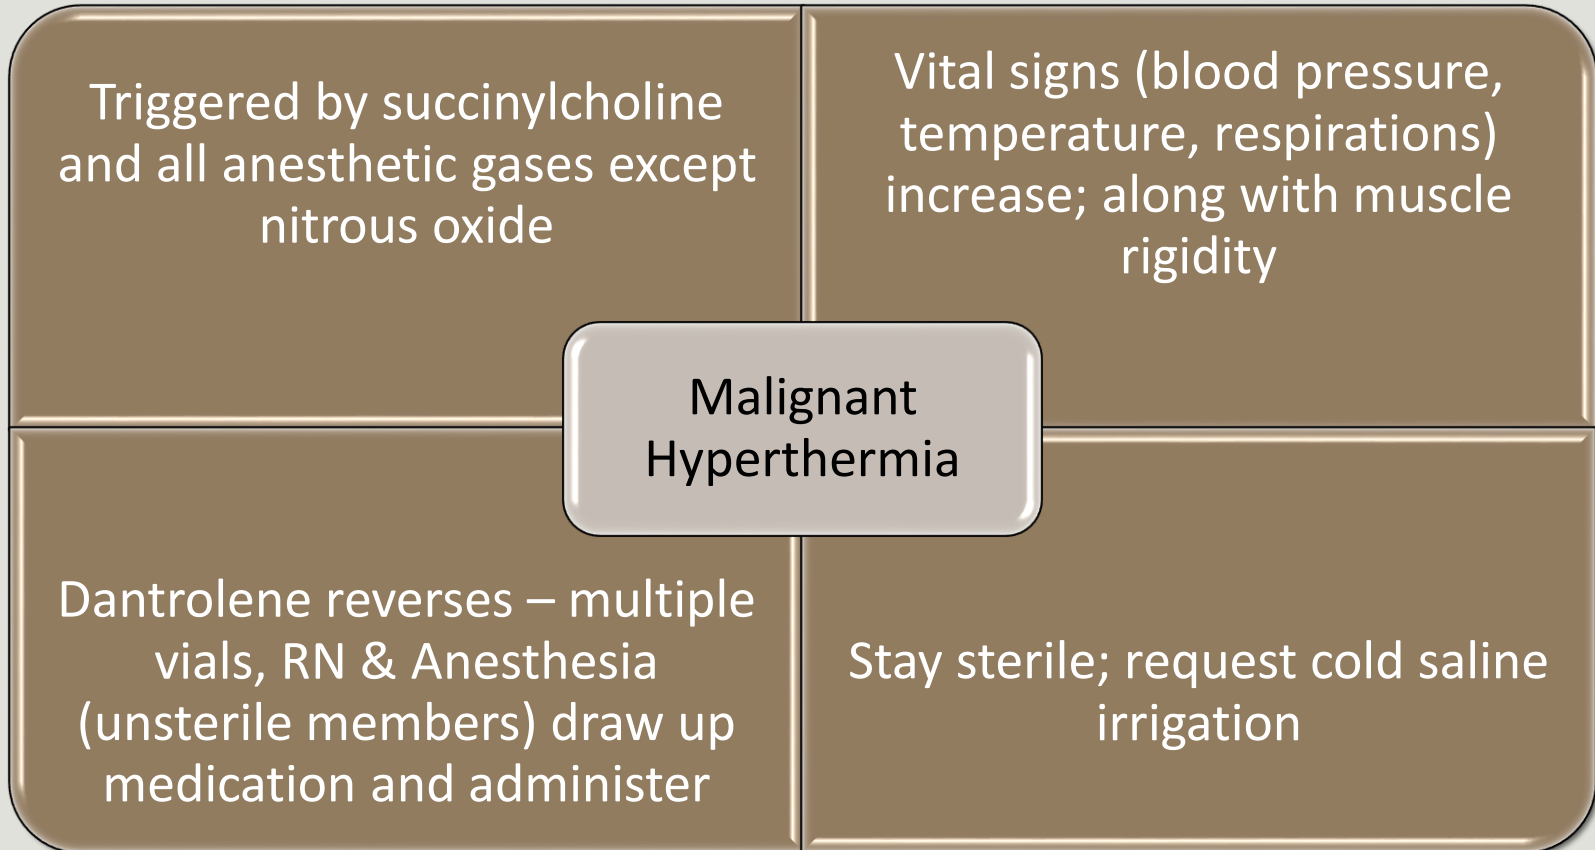 Triggered by succinylcholine
and all anesthetic gases except
nitrous oxide
Vital signs (blood pressure,
temperature, respirations)
increase; along with muscle
rigidity
Malignant
Hyperthermia
Dantrolene reverses – multiple
vials, RN & Anesthesia
(unsterile members) draw up
medication and administer
Stay sterile; request cold saline
irrigation